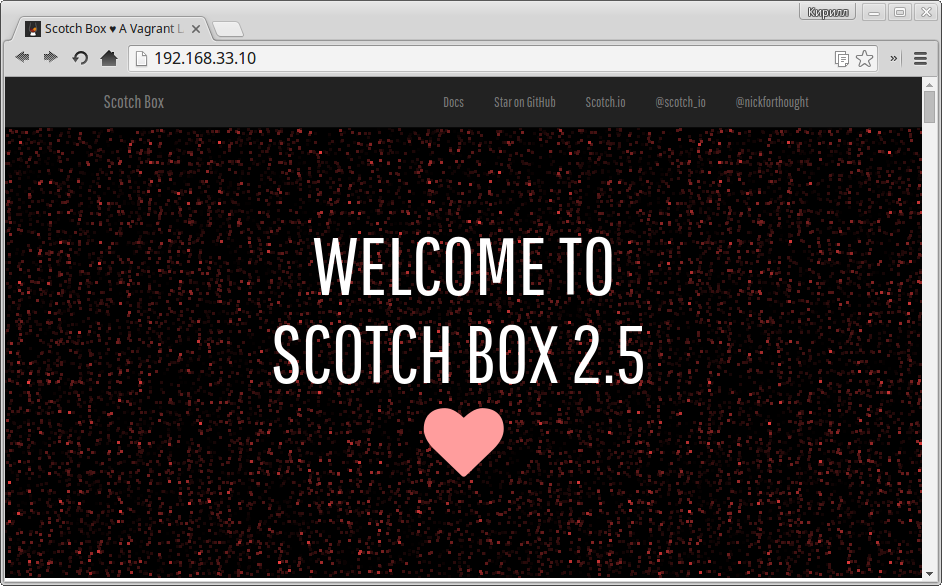 Кирилл
Scotch Box ♥ A Vagrant L
192.168.33.10
»
Scotch Box Docs Star on GitHub Scotch.io @scotch_io @nickforthought
WELCOME TO
SCOTCH BOX 2.5